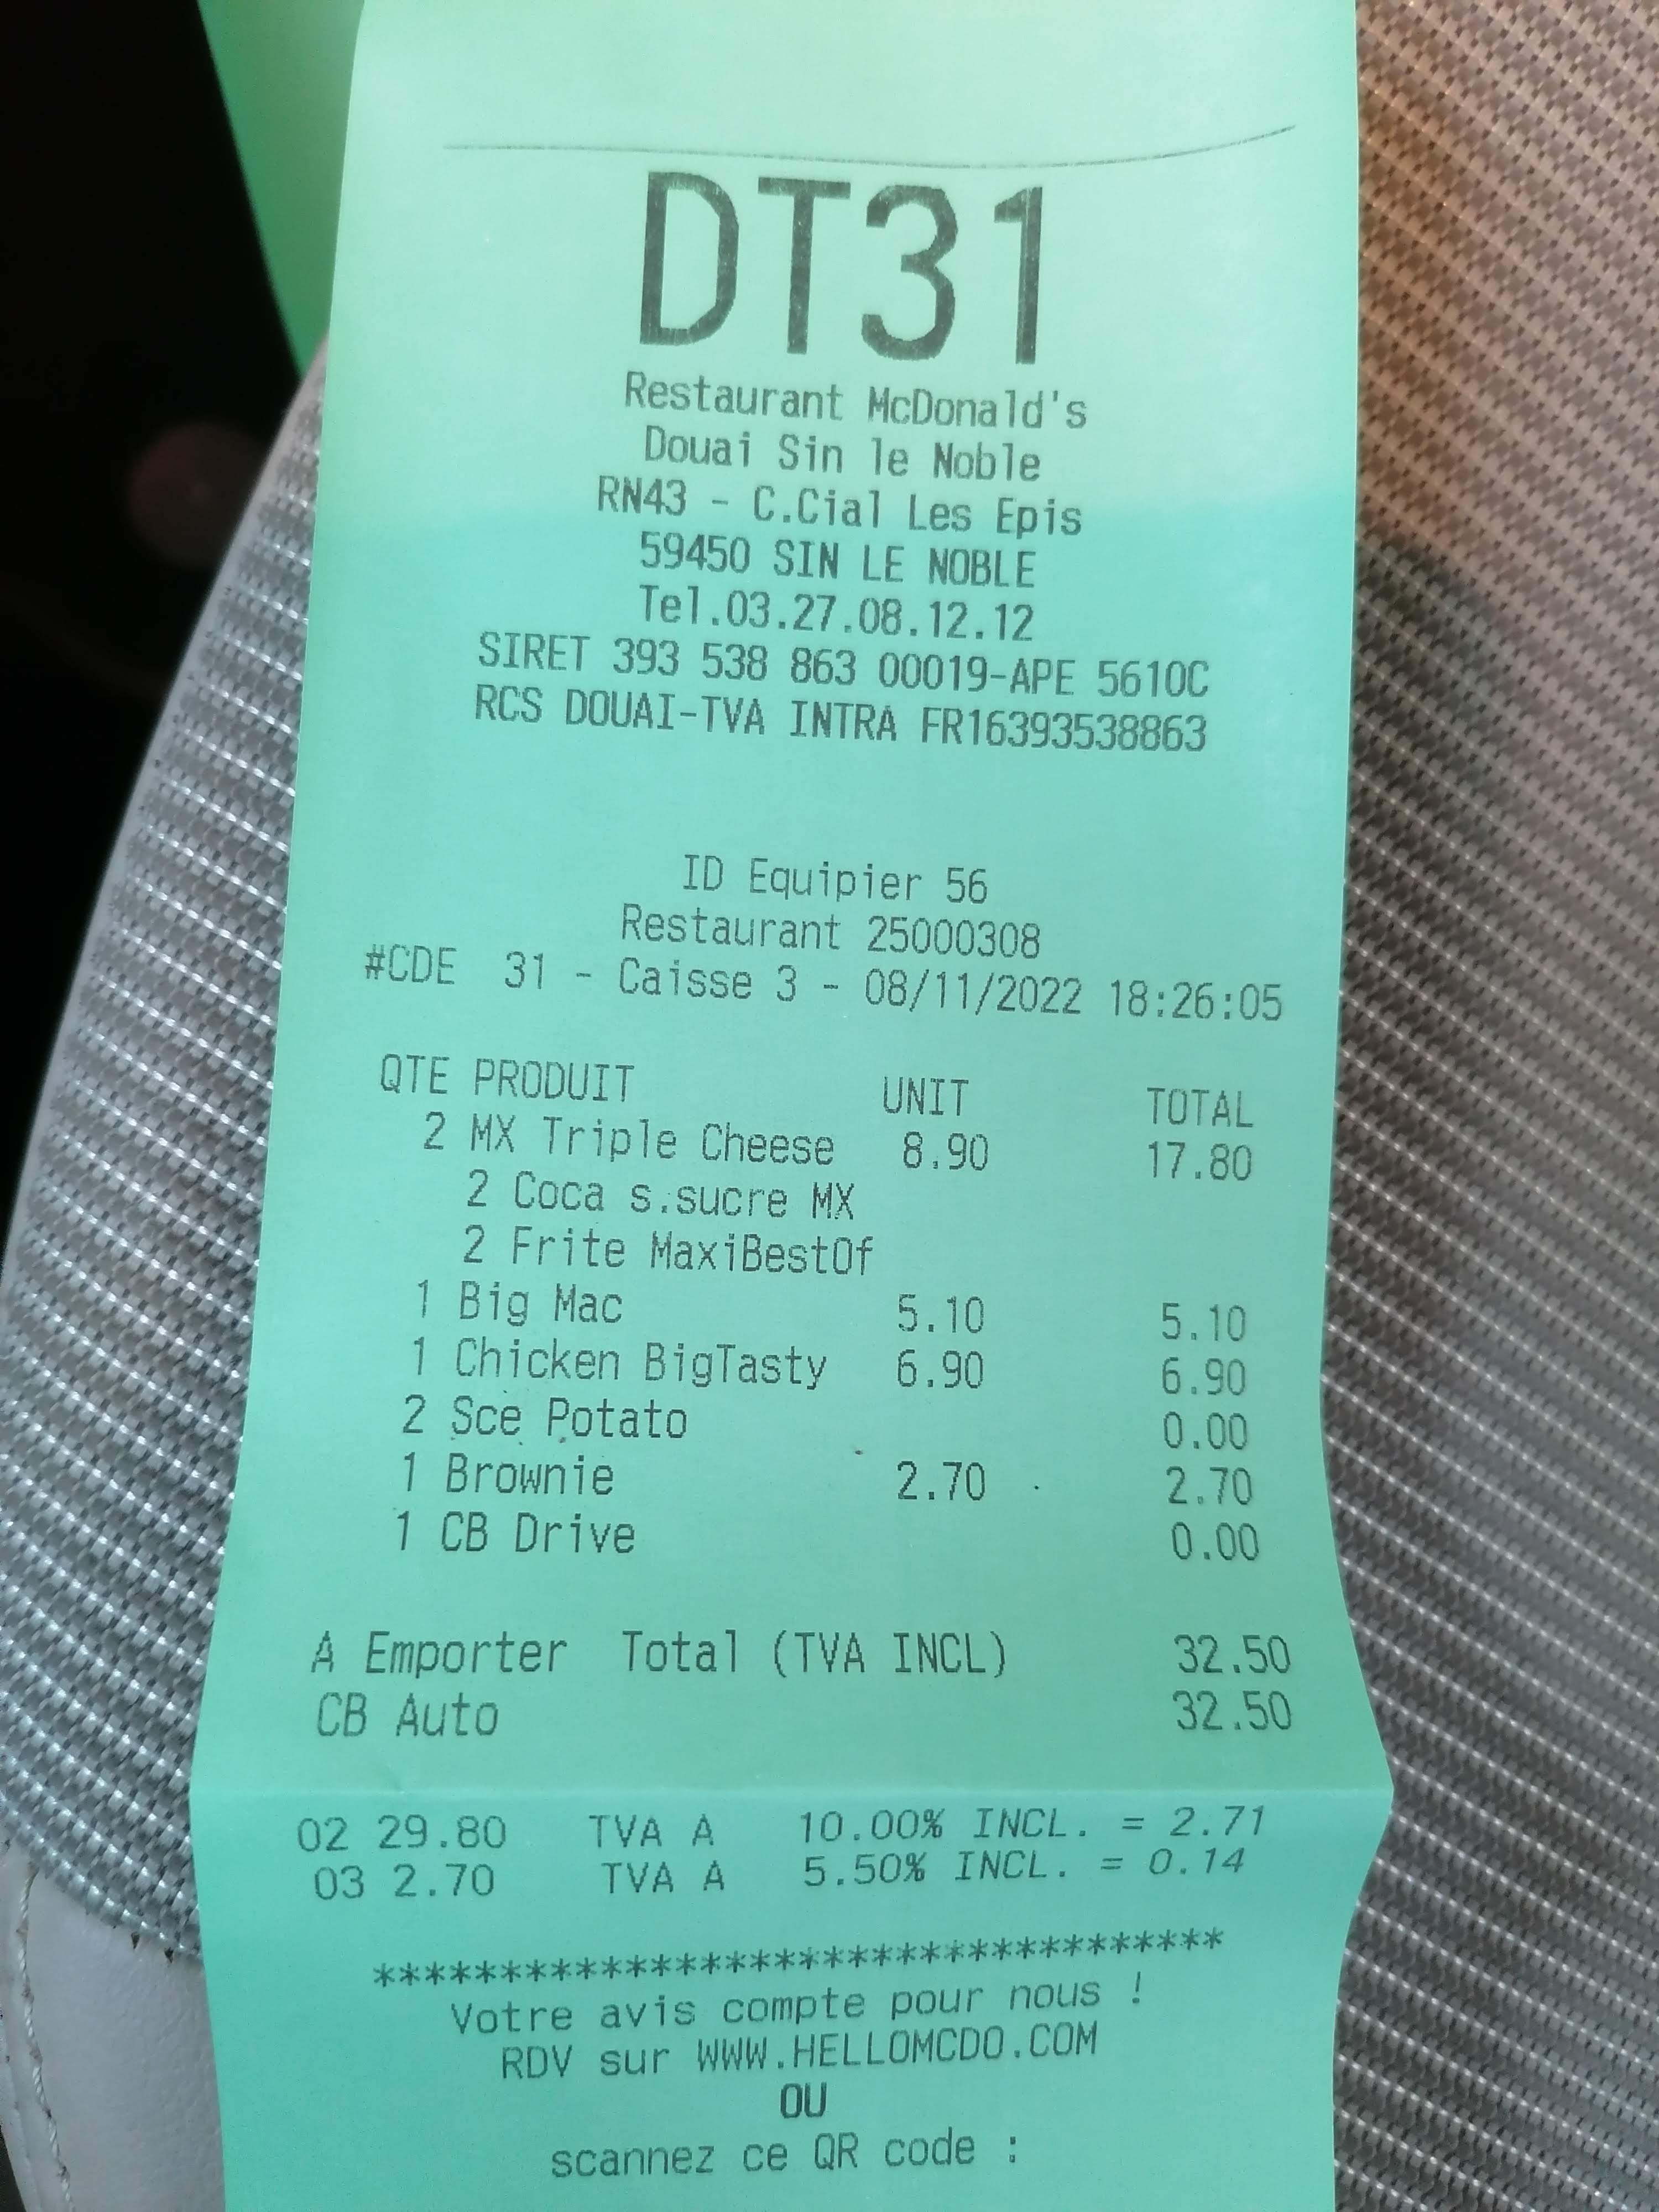 DT31
Restaurant McDonald's
Douai Sin le Noble
RN43 - C.Cial Les Epis
59450 SIN LE NOBLE
Tel.03.27.08.12.12
SIRET 393 538 863 00019-APE 5610C
RCS DOUAI-TVA INTRA FR16393538863
ID Equipier 56
Restaurant 25000308
#CDE 31 - Caisse 3 - 08/11/2022 18:26:05
QTE PRODUIT UNIT TOTAL
2 MX Triple Cheese 8.90 17.80
2 Coca s.sucre MX
2 Frite MaxiBestOf
1 Big Mac 5.10 5.10
1 Chicken BigTasty 6.90 6.90
2 Sce Potato 0.00
1 Brownie 2.70 2.70
1 CB Drive 0.00
A Emporter Total (TVA INCL) 32.50
CB Auto 32.50
02 29.80 TVA A 10.00% INCL. = 2.71
03 2.70 TVA A 5.50% INCL. = 0.14
**********************************
Votre avis compte pour nous !
RDV sur WWW.HELLOMCDO.COM
OU
scannez ce QR code :